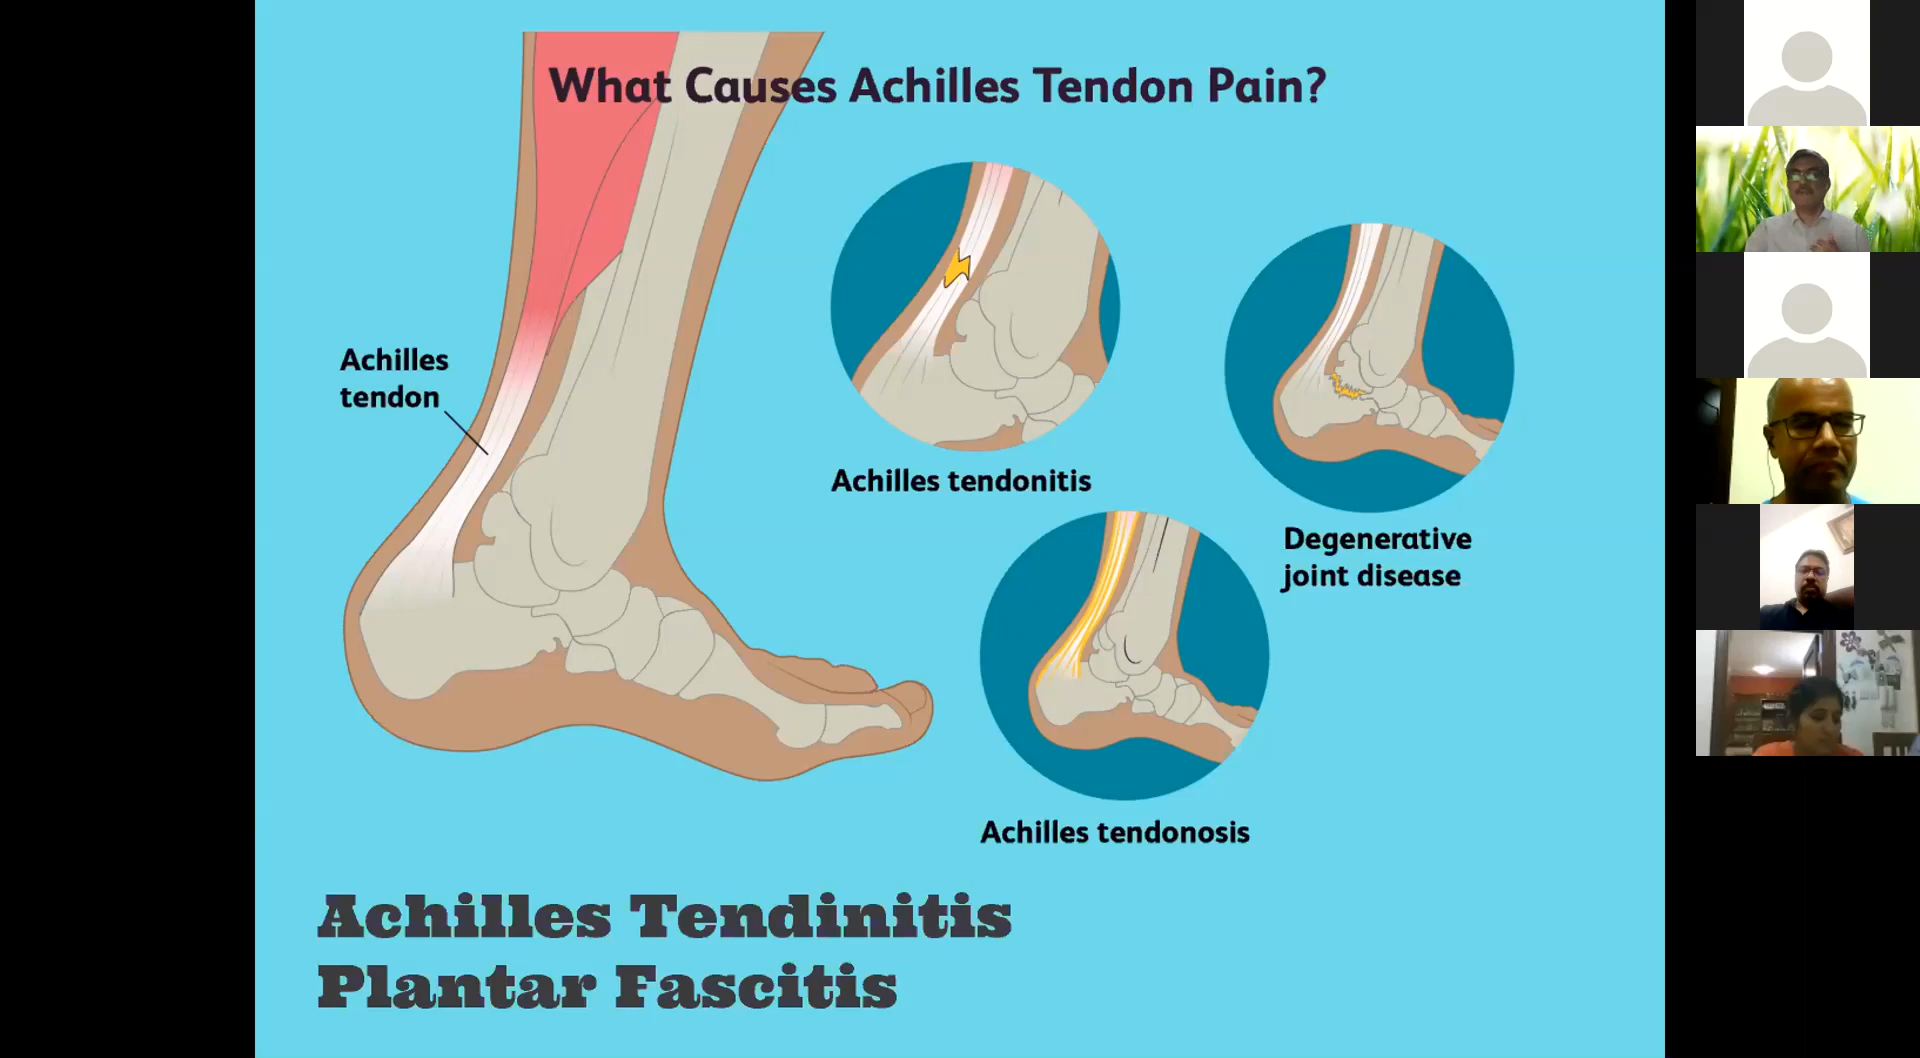 What Causes Achilles Tendon Pain?
Achilles
tendon
Achilles tendonitis
Degenerative
joint disease
Achilles tendonosis
Achilles Tendinitis
Plantar Fascitis